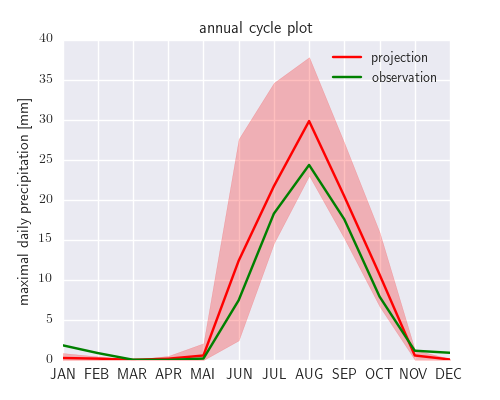 annual cycle plot
maximal daily precipitation [mm]
40
35
30
25
20
15
10
5
0
projection
observation
JAN FEB MAR APR MAI JUN JUL AUG SEP OCT NOV DEC